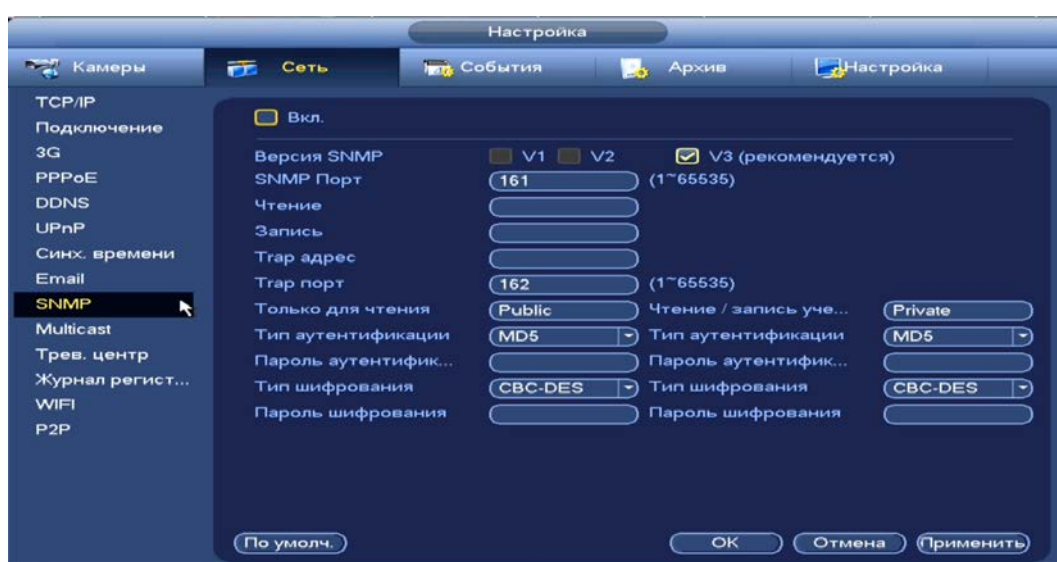 Настройка
Камеры Сеть События Архив Настройка
TCP/IP
Подключение
3G
PPPoE
DDNS
UPnP
Синх. времени
Email
SNMP
Multicast
Трев. центр
Журнал регист...
WIFI
P2P
Вкл.
Версия SNMP V1 V2 V3 (рекомендуется)
SNMP Порт 161 (1~65535)
Чтение
Запись
Trap адрес
Trap порт 162 (1~65535)
Только для чтения Public Чтение / запись уче... Private
Тип аутентификации MD5 Тип аутентификации MD5
Пароль аутентифик... Пароль аутентифик...
Тип шифрования CBC-DES Тип шифрования CBC-DES
Пароль шифрования Пароль шифрования
По умолч. OK Отмена Применить